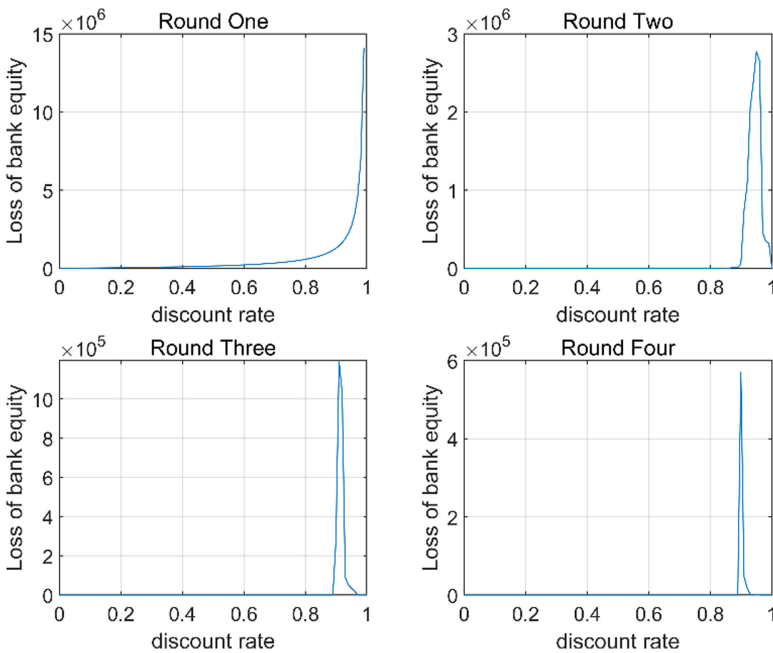 ×10^6 Round One
15
10
5
0
0 0.2 0.4 0.6 0.8 1
Loss of bank equity
discount rate
×10^6 Round Two
3
2
1
0
0 0.2 0.4 0.6 0.8 1
Loss of bank equity
discount rate
×10^5 Round Three
10
8
6
4
2
0
0 0.2 0.4 0.6 0.8 1
Loss of bank equity
discount rate
×10^5 Round Four
6
4
2
0
0 0.2 0.4 0.6 0.8 1
Loss of bank equity
discount rate